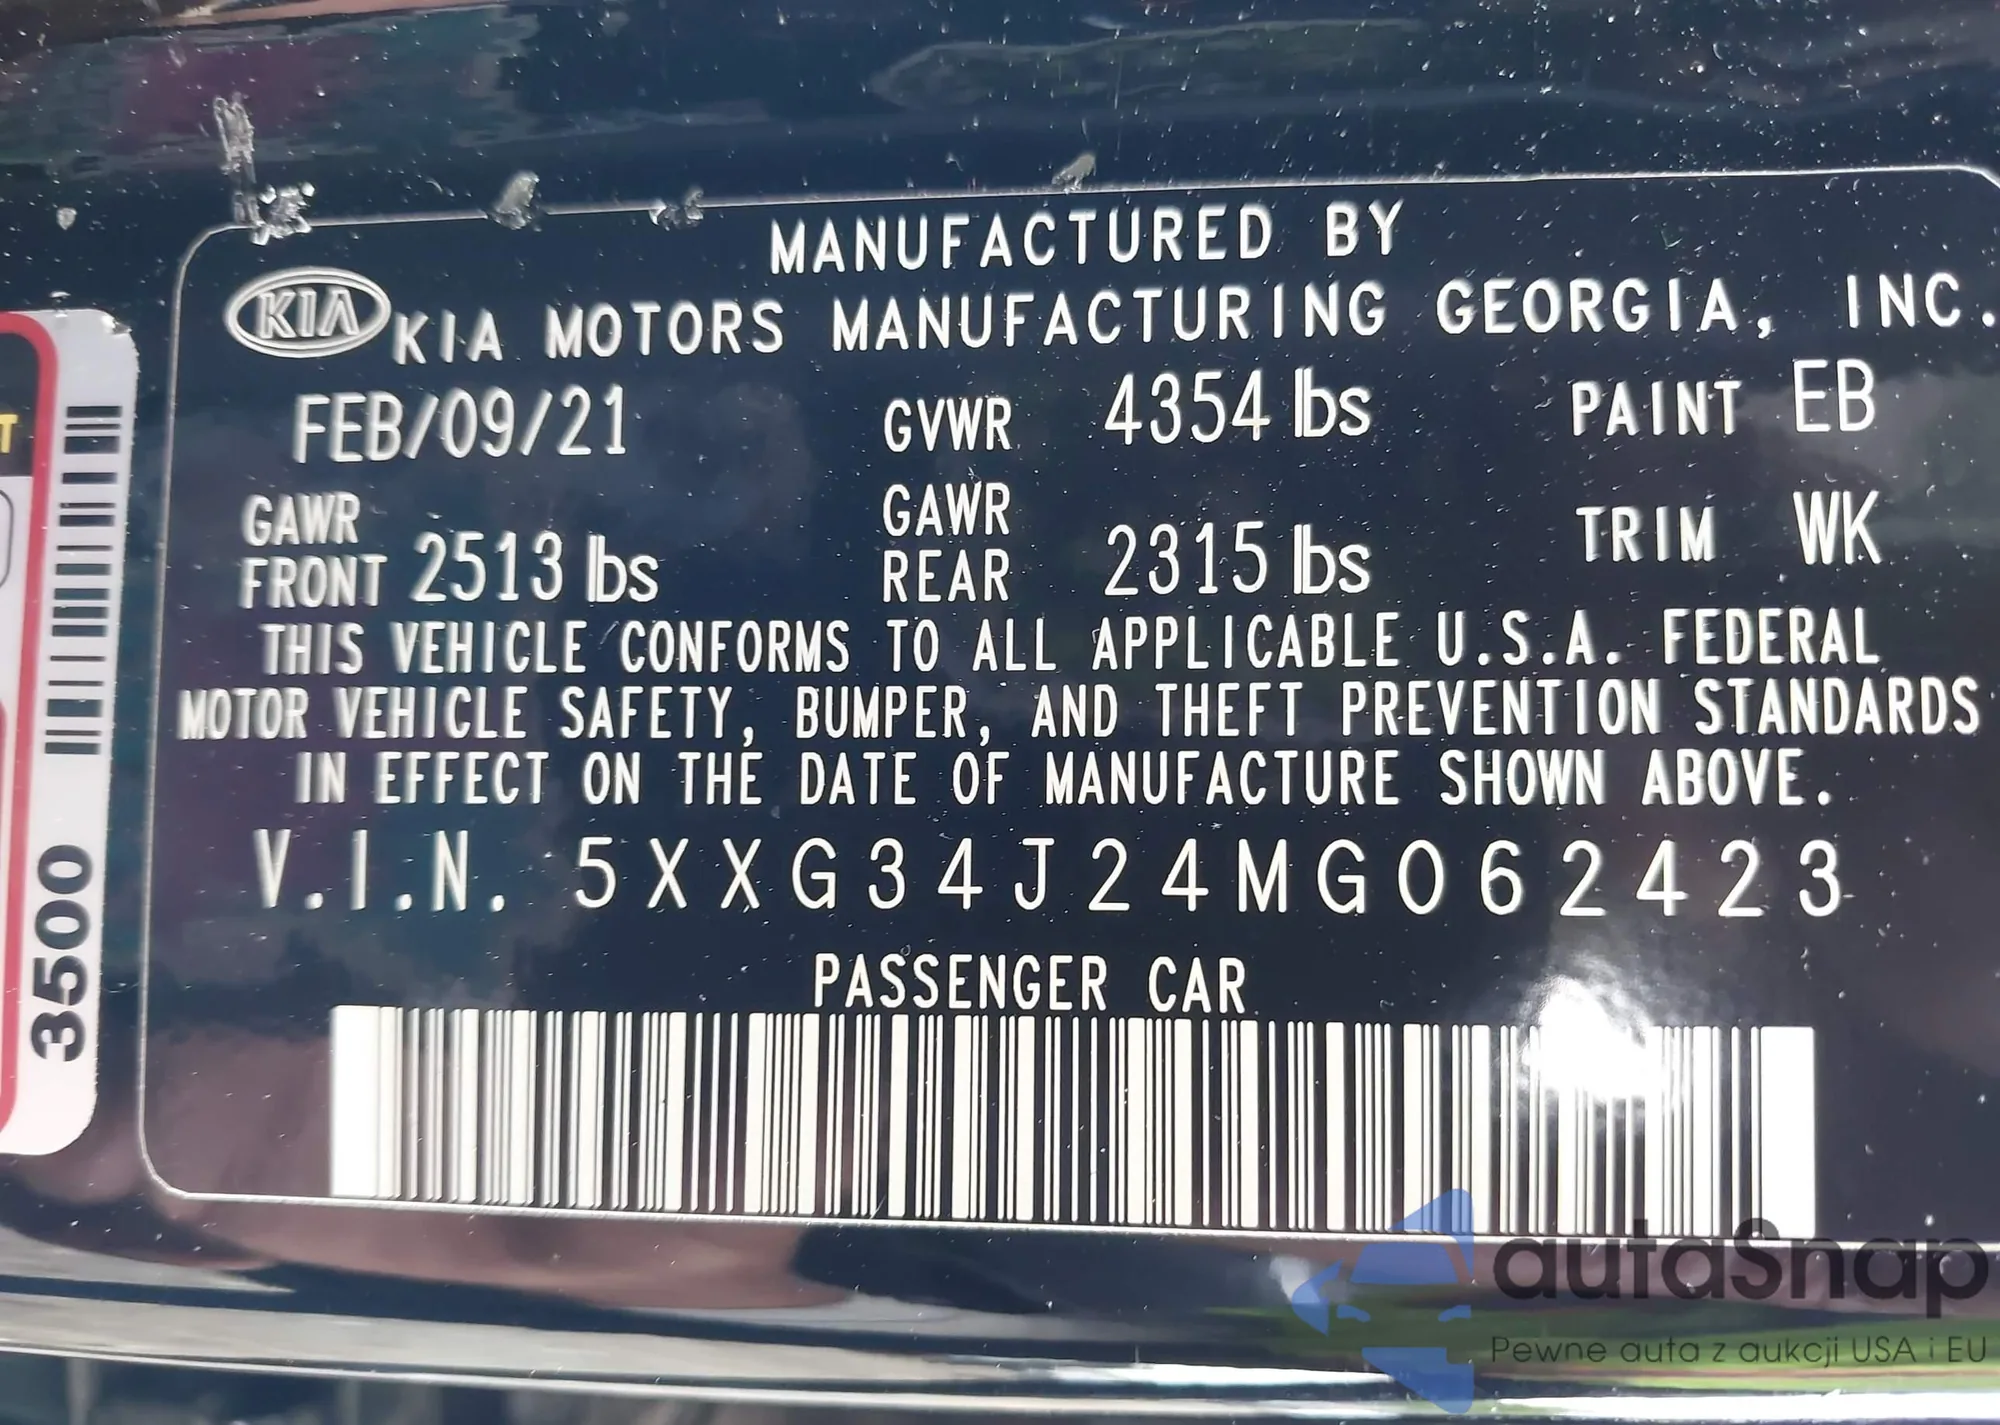 MANUFACTURED BY
KIA KIA MOTORS MANUFACTURING GEORGIA, INC.
FEB/09/21 GVWR 4354 lbs PAINT EB
GAWR FRONT 2513 lbs GAWR REAR 2315 lbs TRIM WK
THIS VEHICLE CONFORMS TO ALL APPLICABLE U.S.A. FEDERAL
MOTOR VEHICLE SAFETY, BUMPER, AND THEFT PREVENTION STANDARDS
IN EFFECT ON THE DATE OF MANUFACTURE SHOWN ABOVE.
V.I.N. 5XXG34J24MG062423
PASSENGER CAR
3500
T
autaSnap
Pewne auta z aukcji USA i EU